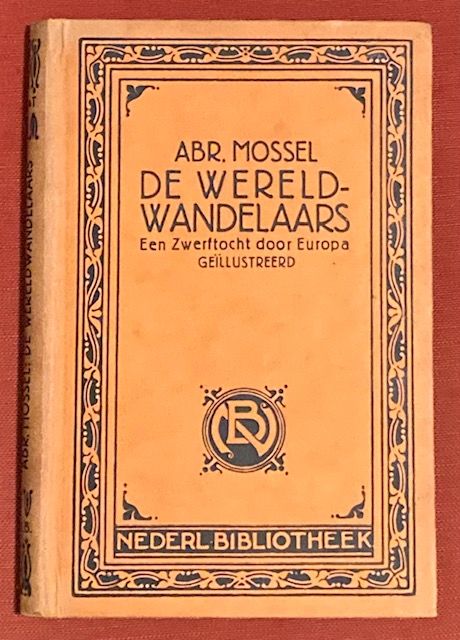 ABR. MOSSEL
DE WERELD-
WANDELAARS
Een Zwerftocht door Europa
GEÏLLUSTREERD
NB
NEDERL·BIBLIOTHEEK
ABR. MOSSEL, DE WERELDWANDELAARS